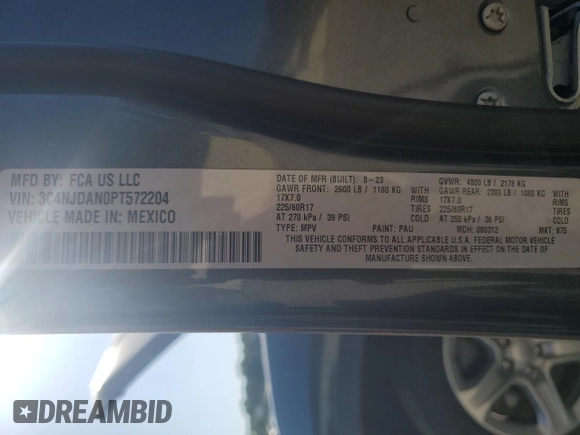 MFD BY: FCA US LLC
VIN: 3C4NJDAN0PT572204
VEHICLE MADE IN: MEXICO
DATE OF MFR (BUILT): 8-23
GAWR FRONT: 2600 LB / 1180 KG
17X7.0
225/60R17
AT 270 kPa / 39 PSI
TYPE: MPV
PAINT: PAU
GVWR: 4800 LB / 2178 KG
GAWR REAR: 2380 LB / 1080 KG
RIMS 17X7.0 RIMS
TIRES 225/60R17 TIRES
COLD AT 250 kPa / 36 PSI COLD
MDH: 080312
MKT: 87S
THIS VEHICLE CONFORMS TO ALL APPLICABLE U.S.A. FEDERAL MOTOR VEHICLE
SAFETY AND THEFT PREVENTION STANDARDS IN EFFECT ON THE DATE OF
MANUFACTURE SHOWN ABOVE.
DREAMBID